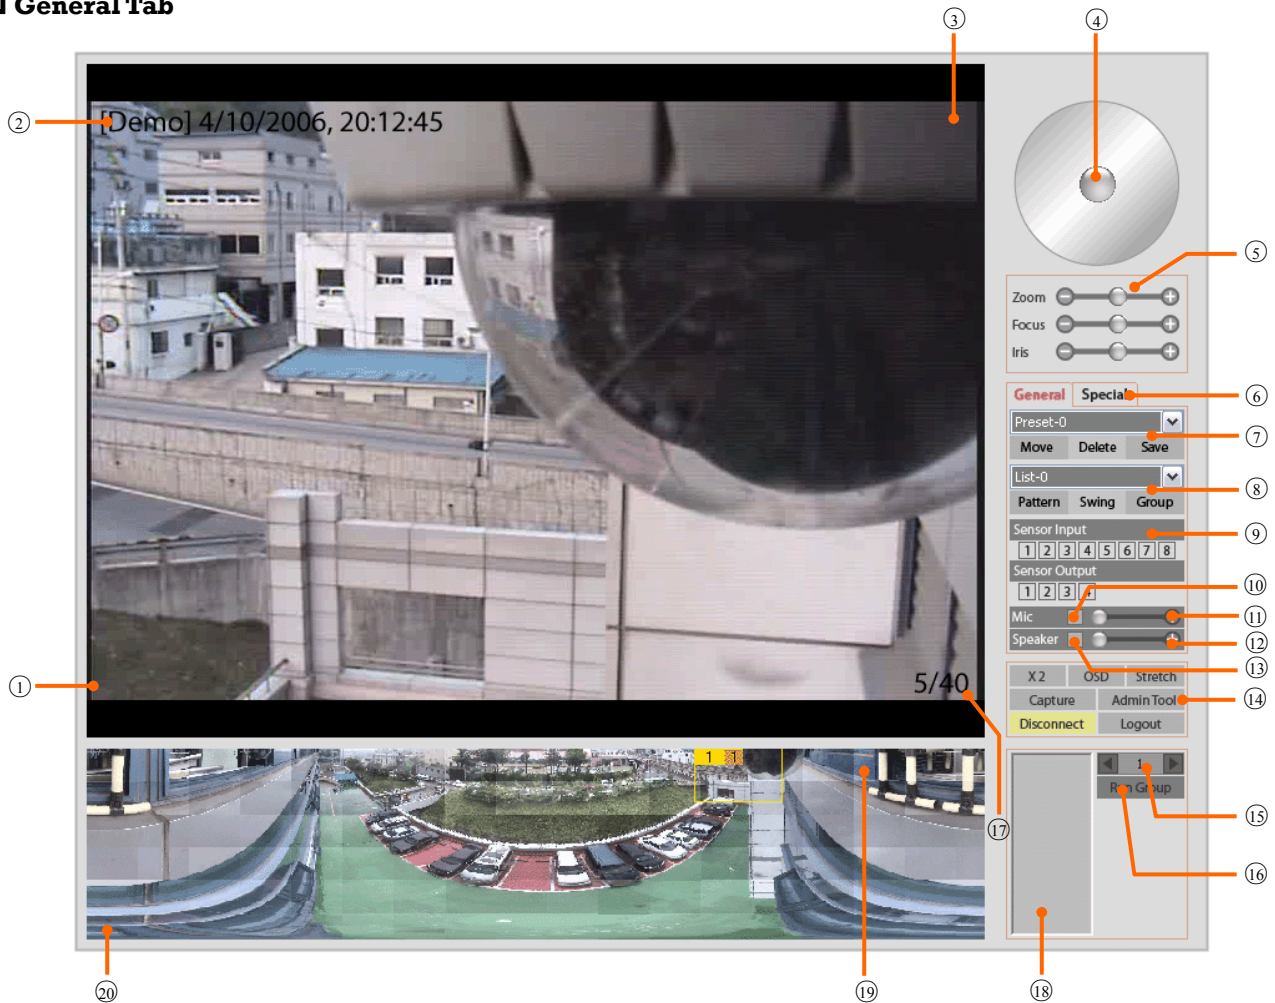 General Tab
③
④
②
[Demo] 4/10/2006, 20:12:45
⑤
Zoom
Focus
Iris
General Special
⑥
Preset-0
⑦
Move Delete Save
List-0
⑧
Pattern Swing Group
Sensor Input
⑨
1 2 3 4 5 6 7 8
Sensor Output
⑩
1 2 3 4
Mic
⑪
Speaker
⑫
⑬
①
5/40
X 2 OSD Stretch
Capture Admin Tool
⑭
Disconnect Logout
1
1
Run Group
⑮
⑰
⑯
⑳
⑲
⑱